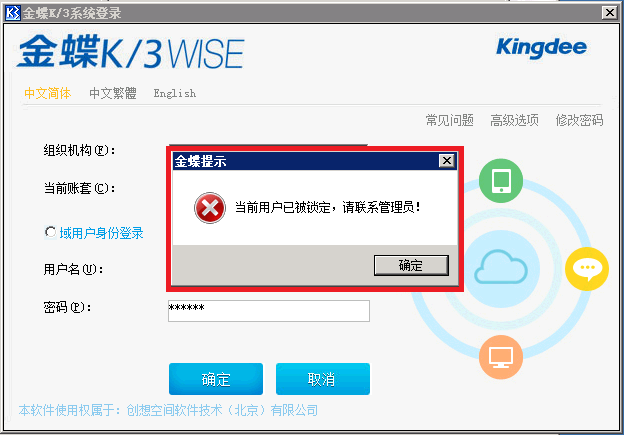 金蝶K/3系统登录
金蝶K/3 WISE
Kingdee
中文简体 中文繁體 English
常见问题 高级选项 修改密码
组织机构(F):
金蝶提示
当前账套(C):
当前用户已被锁定，请联系管理员！
域用户身份登录
确定
用户名(U):
密码(P): ******
确定 取消
本软件使用权属于：创想空间软件技术（北京）有限公司